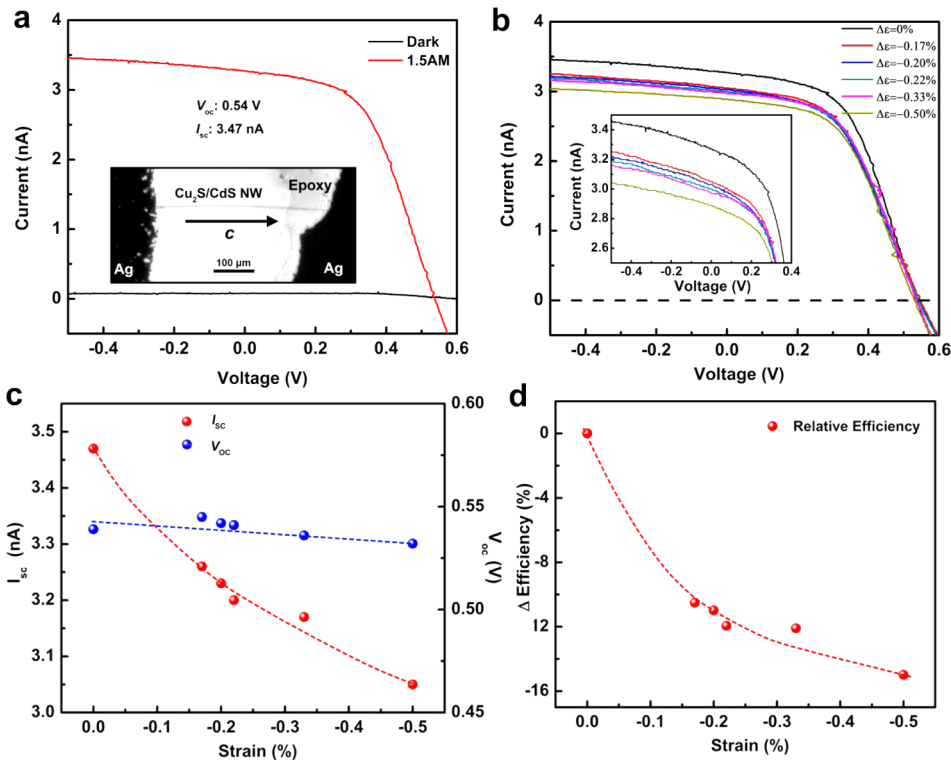 a
Current (nA)
4
3
2
1
0
Dark
1.5AM
Voc: 0.54 V
Isc: 3.47 nA
Cu2S/CdS NW
Epoxy
c
Ag
100 μm
Ag
-0.4
-0.2
0.0
0.2
0.4
0.6
Voltage (V)
b
Current (nA)
4
3
2
1
0
Δε=0%
Δε=−0.17%
Δε=−0.20%
Δε=−0.22%
Δε=−0.33%
Δε=−0.50%
Current (nA)
3.4
3.2
3.0
2.8
2.6
-0.4
-0.2
0.0
0.2
0.4
Voltage (V)
-0.4
-0.2
0.0
0.2
0.4
0.6
Voltage (V)
c
Isc (nA)
3.5
3.4
3.3
3.2
3.1
3.0
ISC
VOC
0.60
0.55
0.50
0.45
Voc (V)
0.0
-0.1
-0.2
-0.3
-0.4
-0.5
Strain (%)
d
Δ Efficiency (%)
0
-4
-8
-12
-16
Relative Efficiency
0.0
-0.1
-0.2
-0.3
-0.4
-0.5
Strain (%)